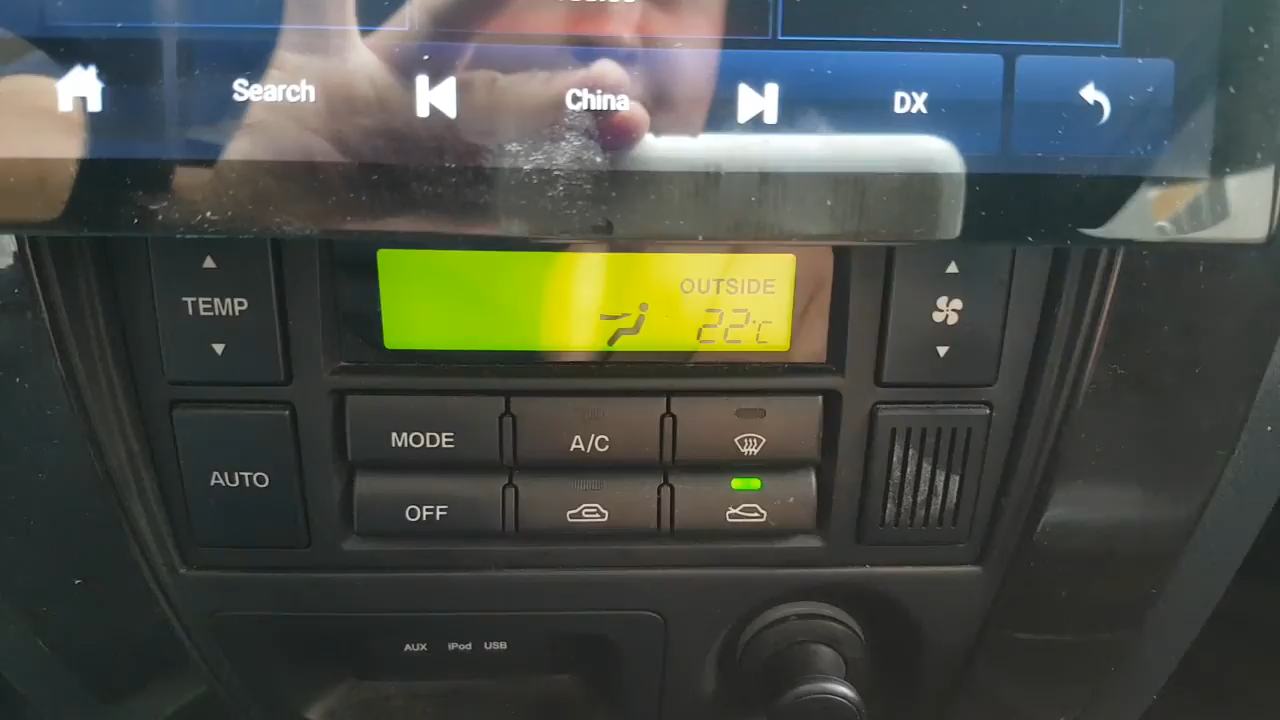 Search
China
DX
TEMP
OUTSIDE
22°c
MODE
A/C
AUTO
OFF
AUX iPod USB